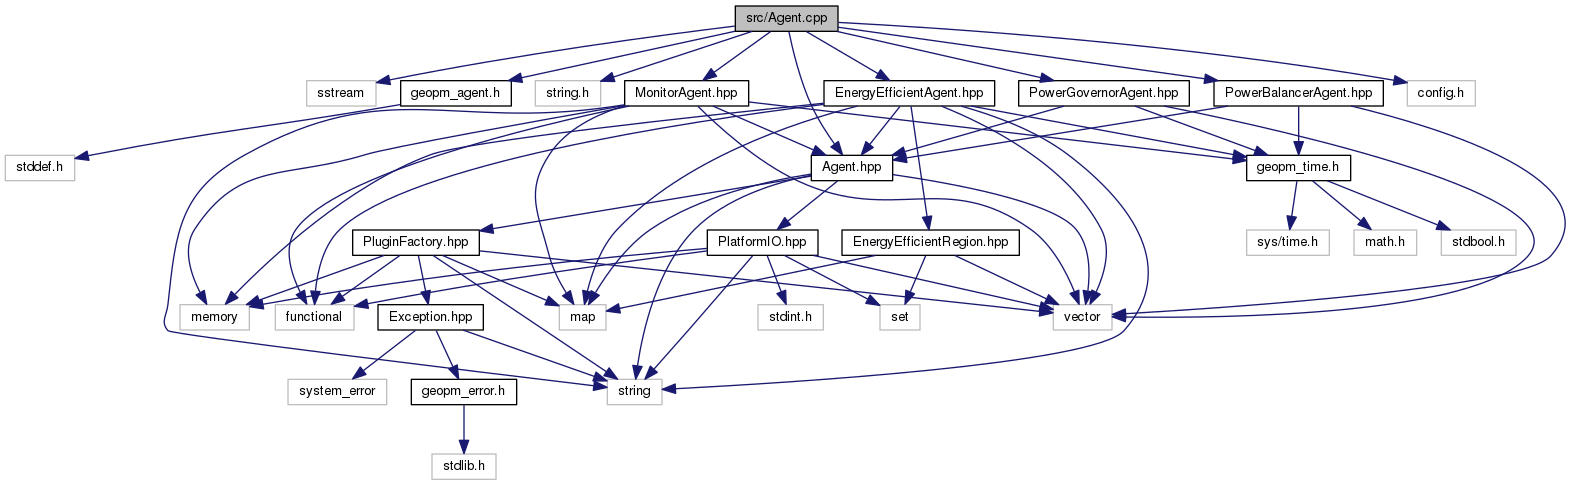 src/Agent.cpp
sstream
geopm_agent.h
string.h
MonitorAgent.hpp
EnergyEfficientAgent.hpp
PowerGovernorAgent.hpp
PowerBalancerAgent.hpp
config.h
stddef.h
Agent.hpp
geopm_time.h
PluginFactory.hpp
PlatformIO.hpp
EnergyEfficientRegion.hpp
sys/time.h
math.h
stdbool.h
memory
functional
Exception.hpp
map
stdint.h
set
vector
system_error
geopm_error.h
string
stdlib.h